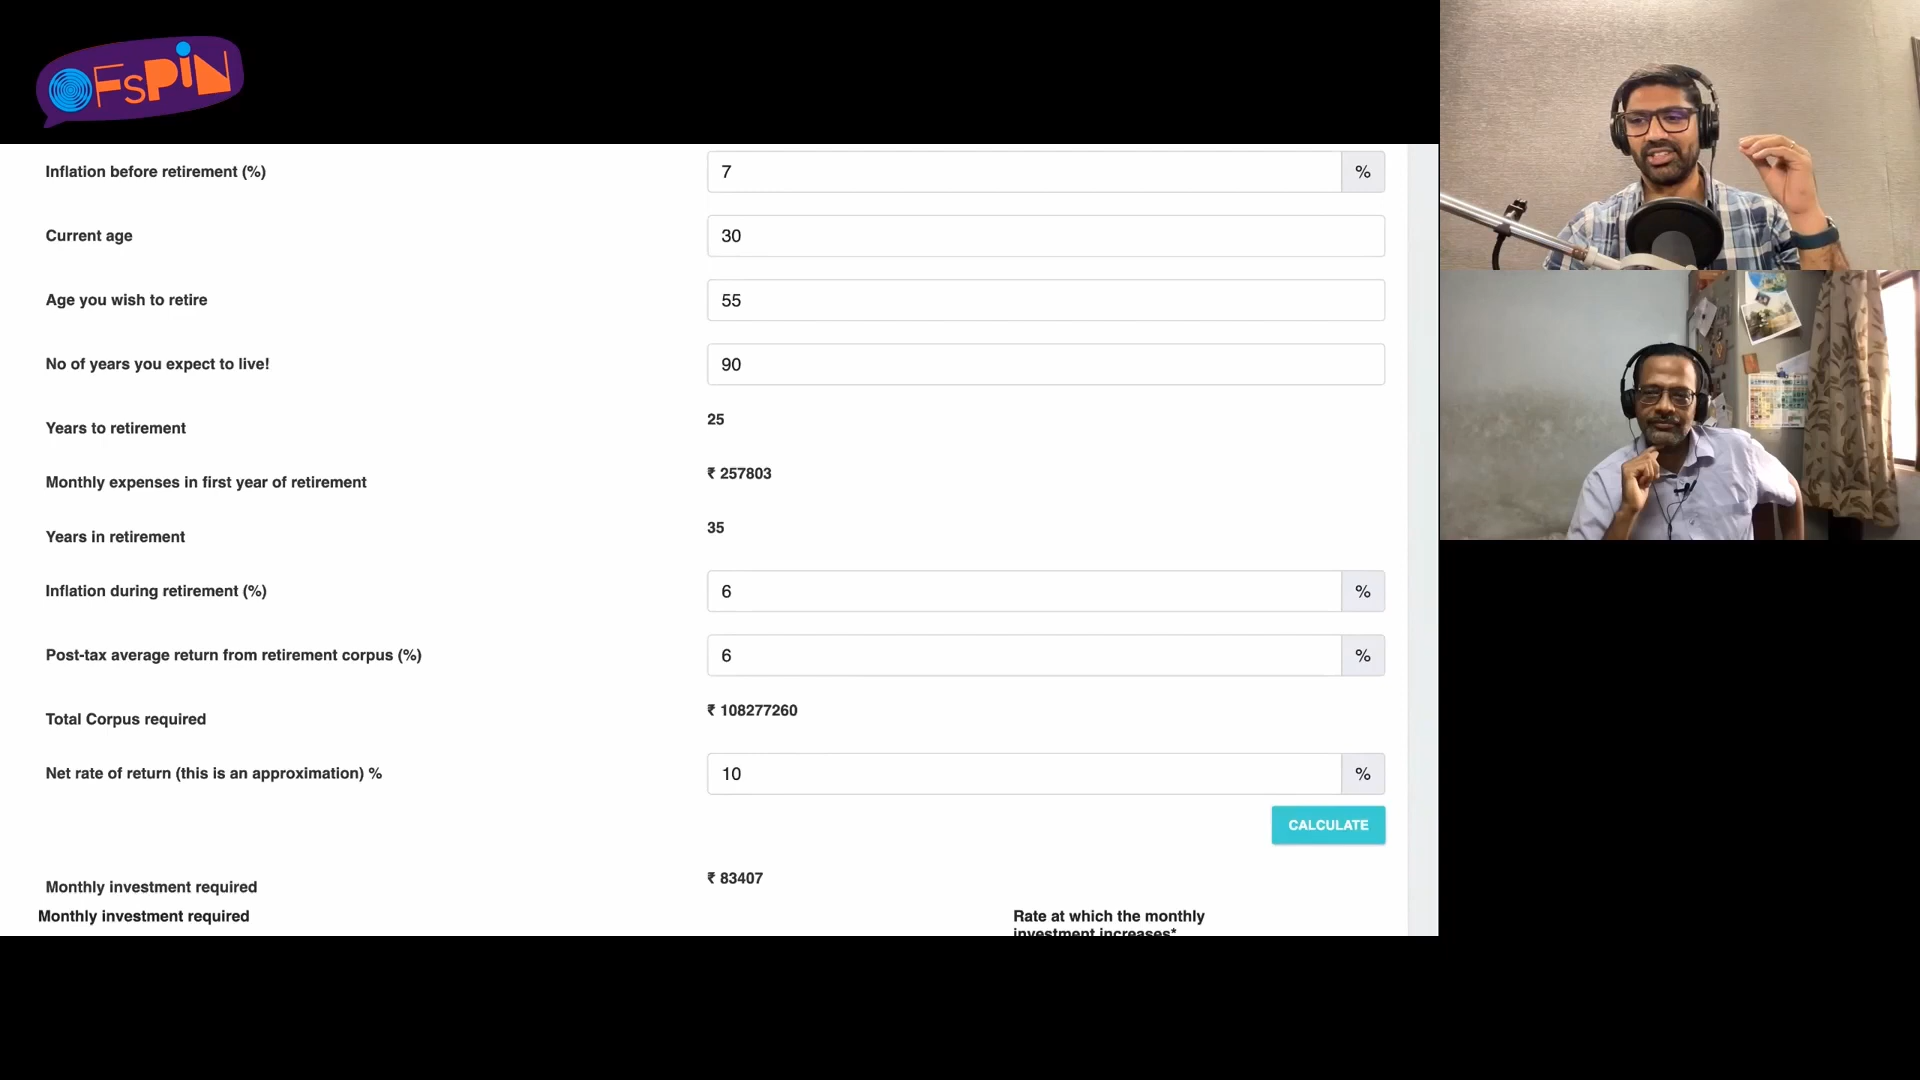 OFSPIN
Inflation before retirement (%)
7
%
Current age
30
Age you wish to retire
55
No of years you expect to live!
90
Years to retirement
25
Monthly expenses in first year of retirement
₹ 257803
Years in retirement
35
Inflation during retirement (%)
6
%
Post-tax average return from retirement corpus (%)
6
%
Total Corpus required
₹ 108277260
Net rate of return (this is an approximation) %
10
%
CALCULATE
Monthly investment required
₹ 83407
Monthly investment required
Rate at which the monthly
investment increases*